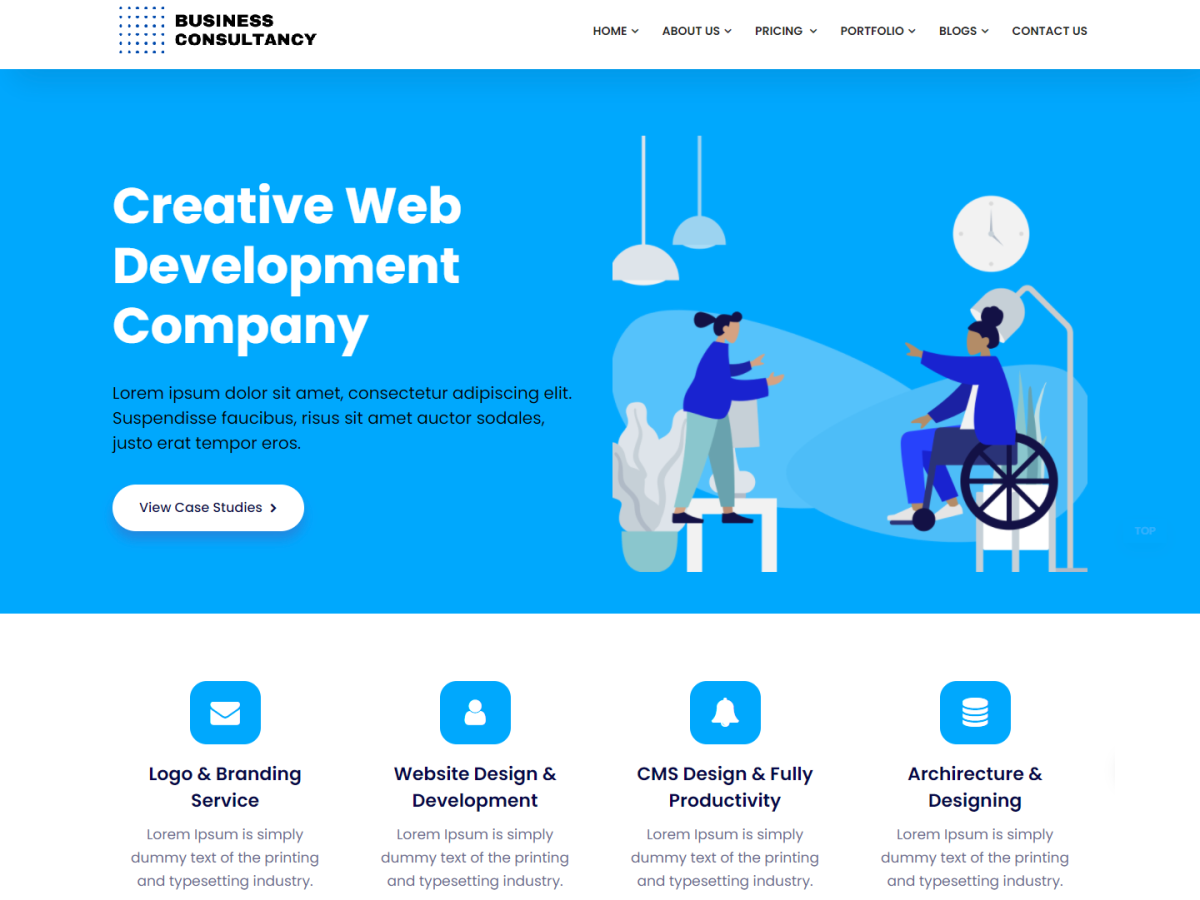 BUSINESS
CONSULTANCY
HOME ABOUT US PRICING PORTFOLIO BLOGS CONTACT US
Creative Web
Development
Company
Lorem ipsum dolor sit amet, consectetur adipiscing elit.
Suspendisse faucibus, risus sit amet auctor sodales,
justo erat tempor eros.
View Case Studies
TOP
Logo & Branding
Service
Lorem Ipsum is simply
dummy text of the printing
and typesetting industry.
Website Design &
Development
Lorem Ipsum is simply
dummy text of the printing
and typesetting industry.
CMS Design & Fully
Productivity
Lorem Ipsum is simply
dummy text of the printing
and typesetting industry.
Archirecture &
Designing
Lorem Ipsum is simply
dummy text of the printing
and typesetting industry.